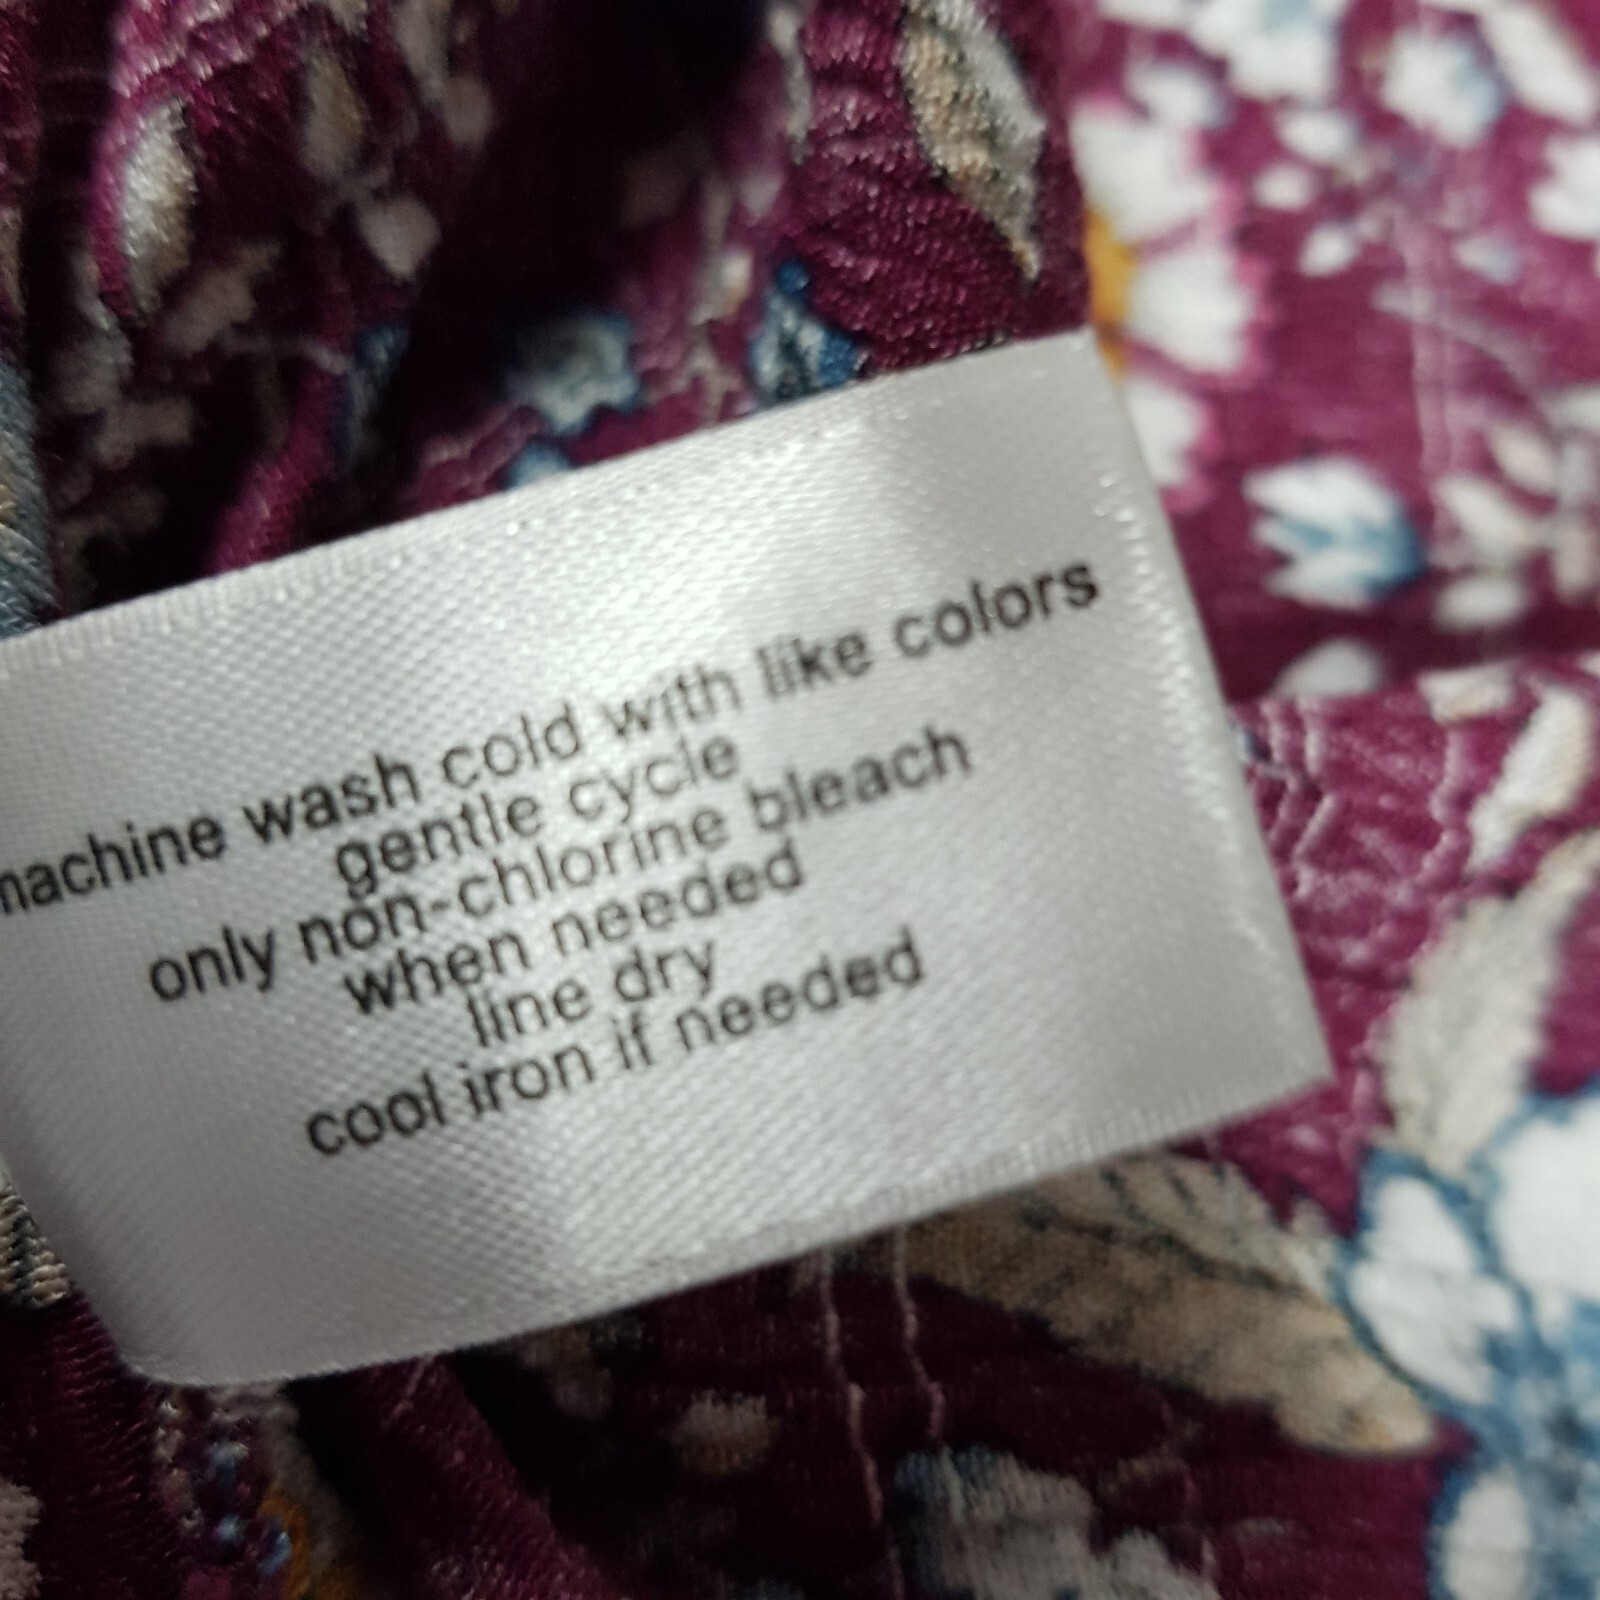 machine wash cold with like colors
gentle cycle
only non-chlorine bleach
when needed
line dry
cool iron if needed